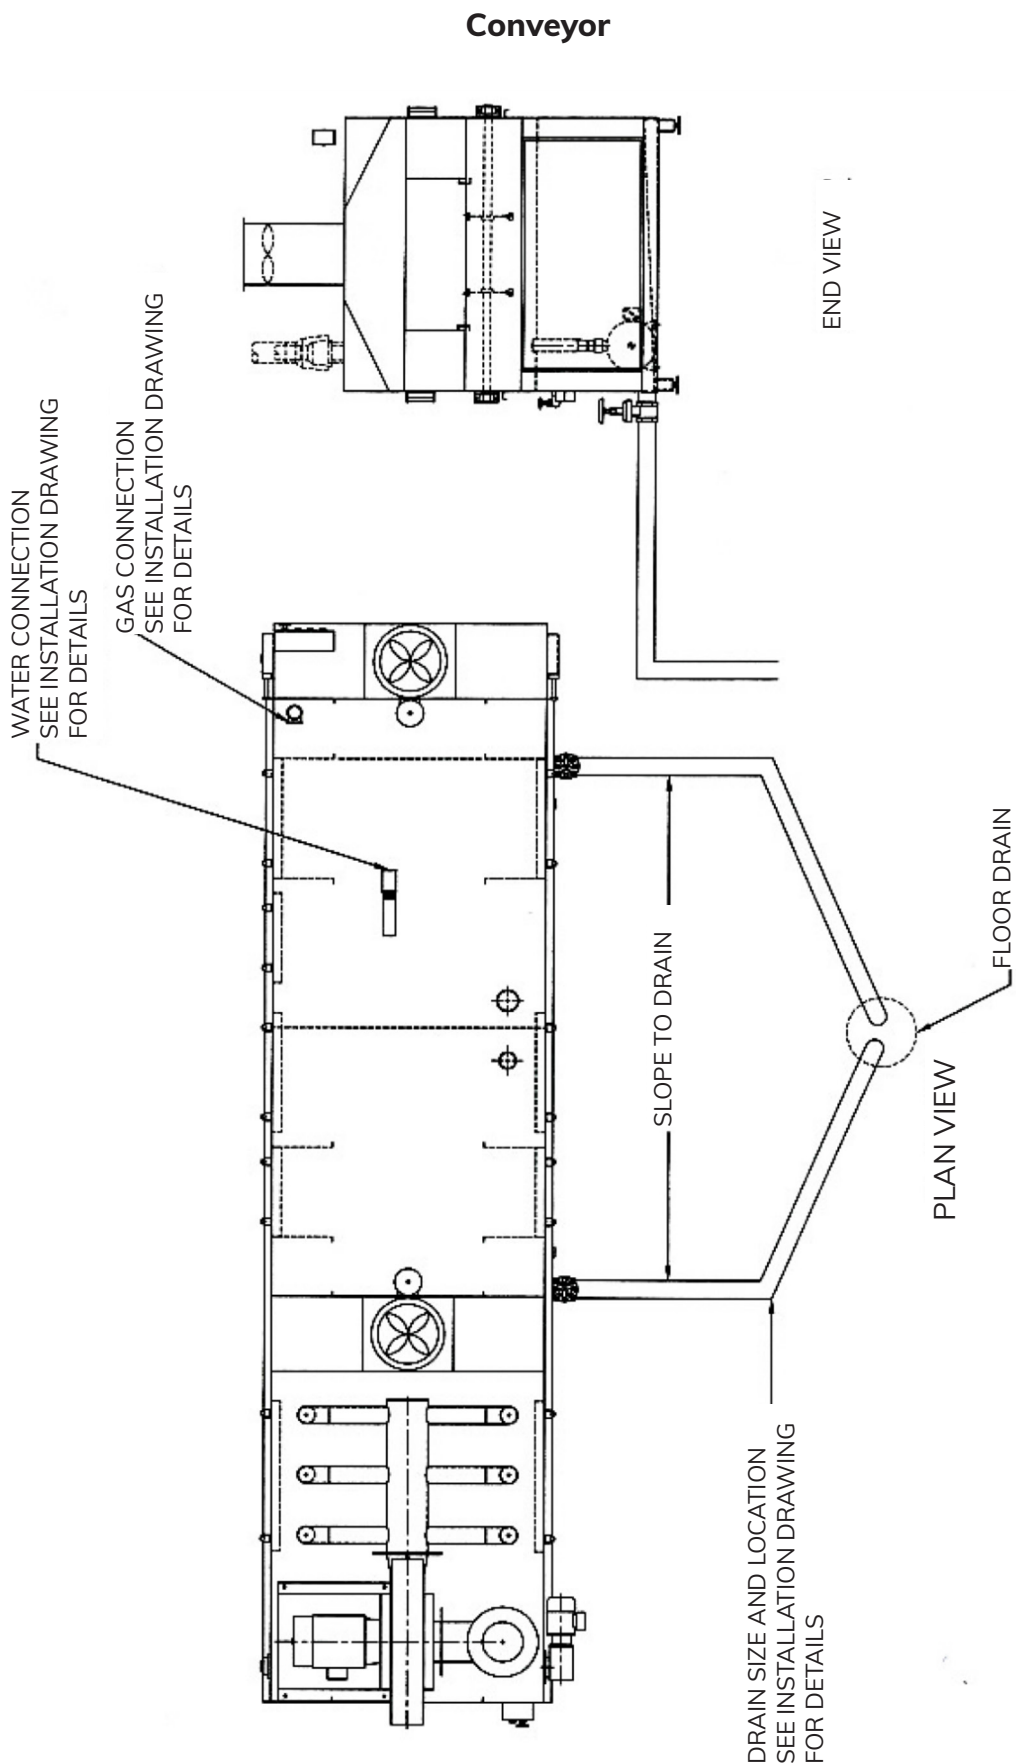 Conveyor
END VIEW
WATER CONNECTION
SEE INSTALLATION DRAWING
FOR DETAILS
GAS CONNECTION
SEE INSTALLATION DRAWING
FOR DETAILS
SLOPE TO DRAIN
FLOOR DRAIN
PLAN VIEW
DRAIN SIZE AND LOCATION
SEE INSTALLATION DRAWING
FOR DETAILS